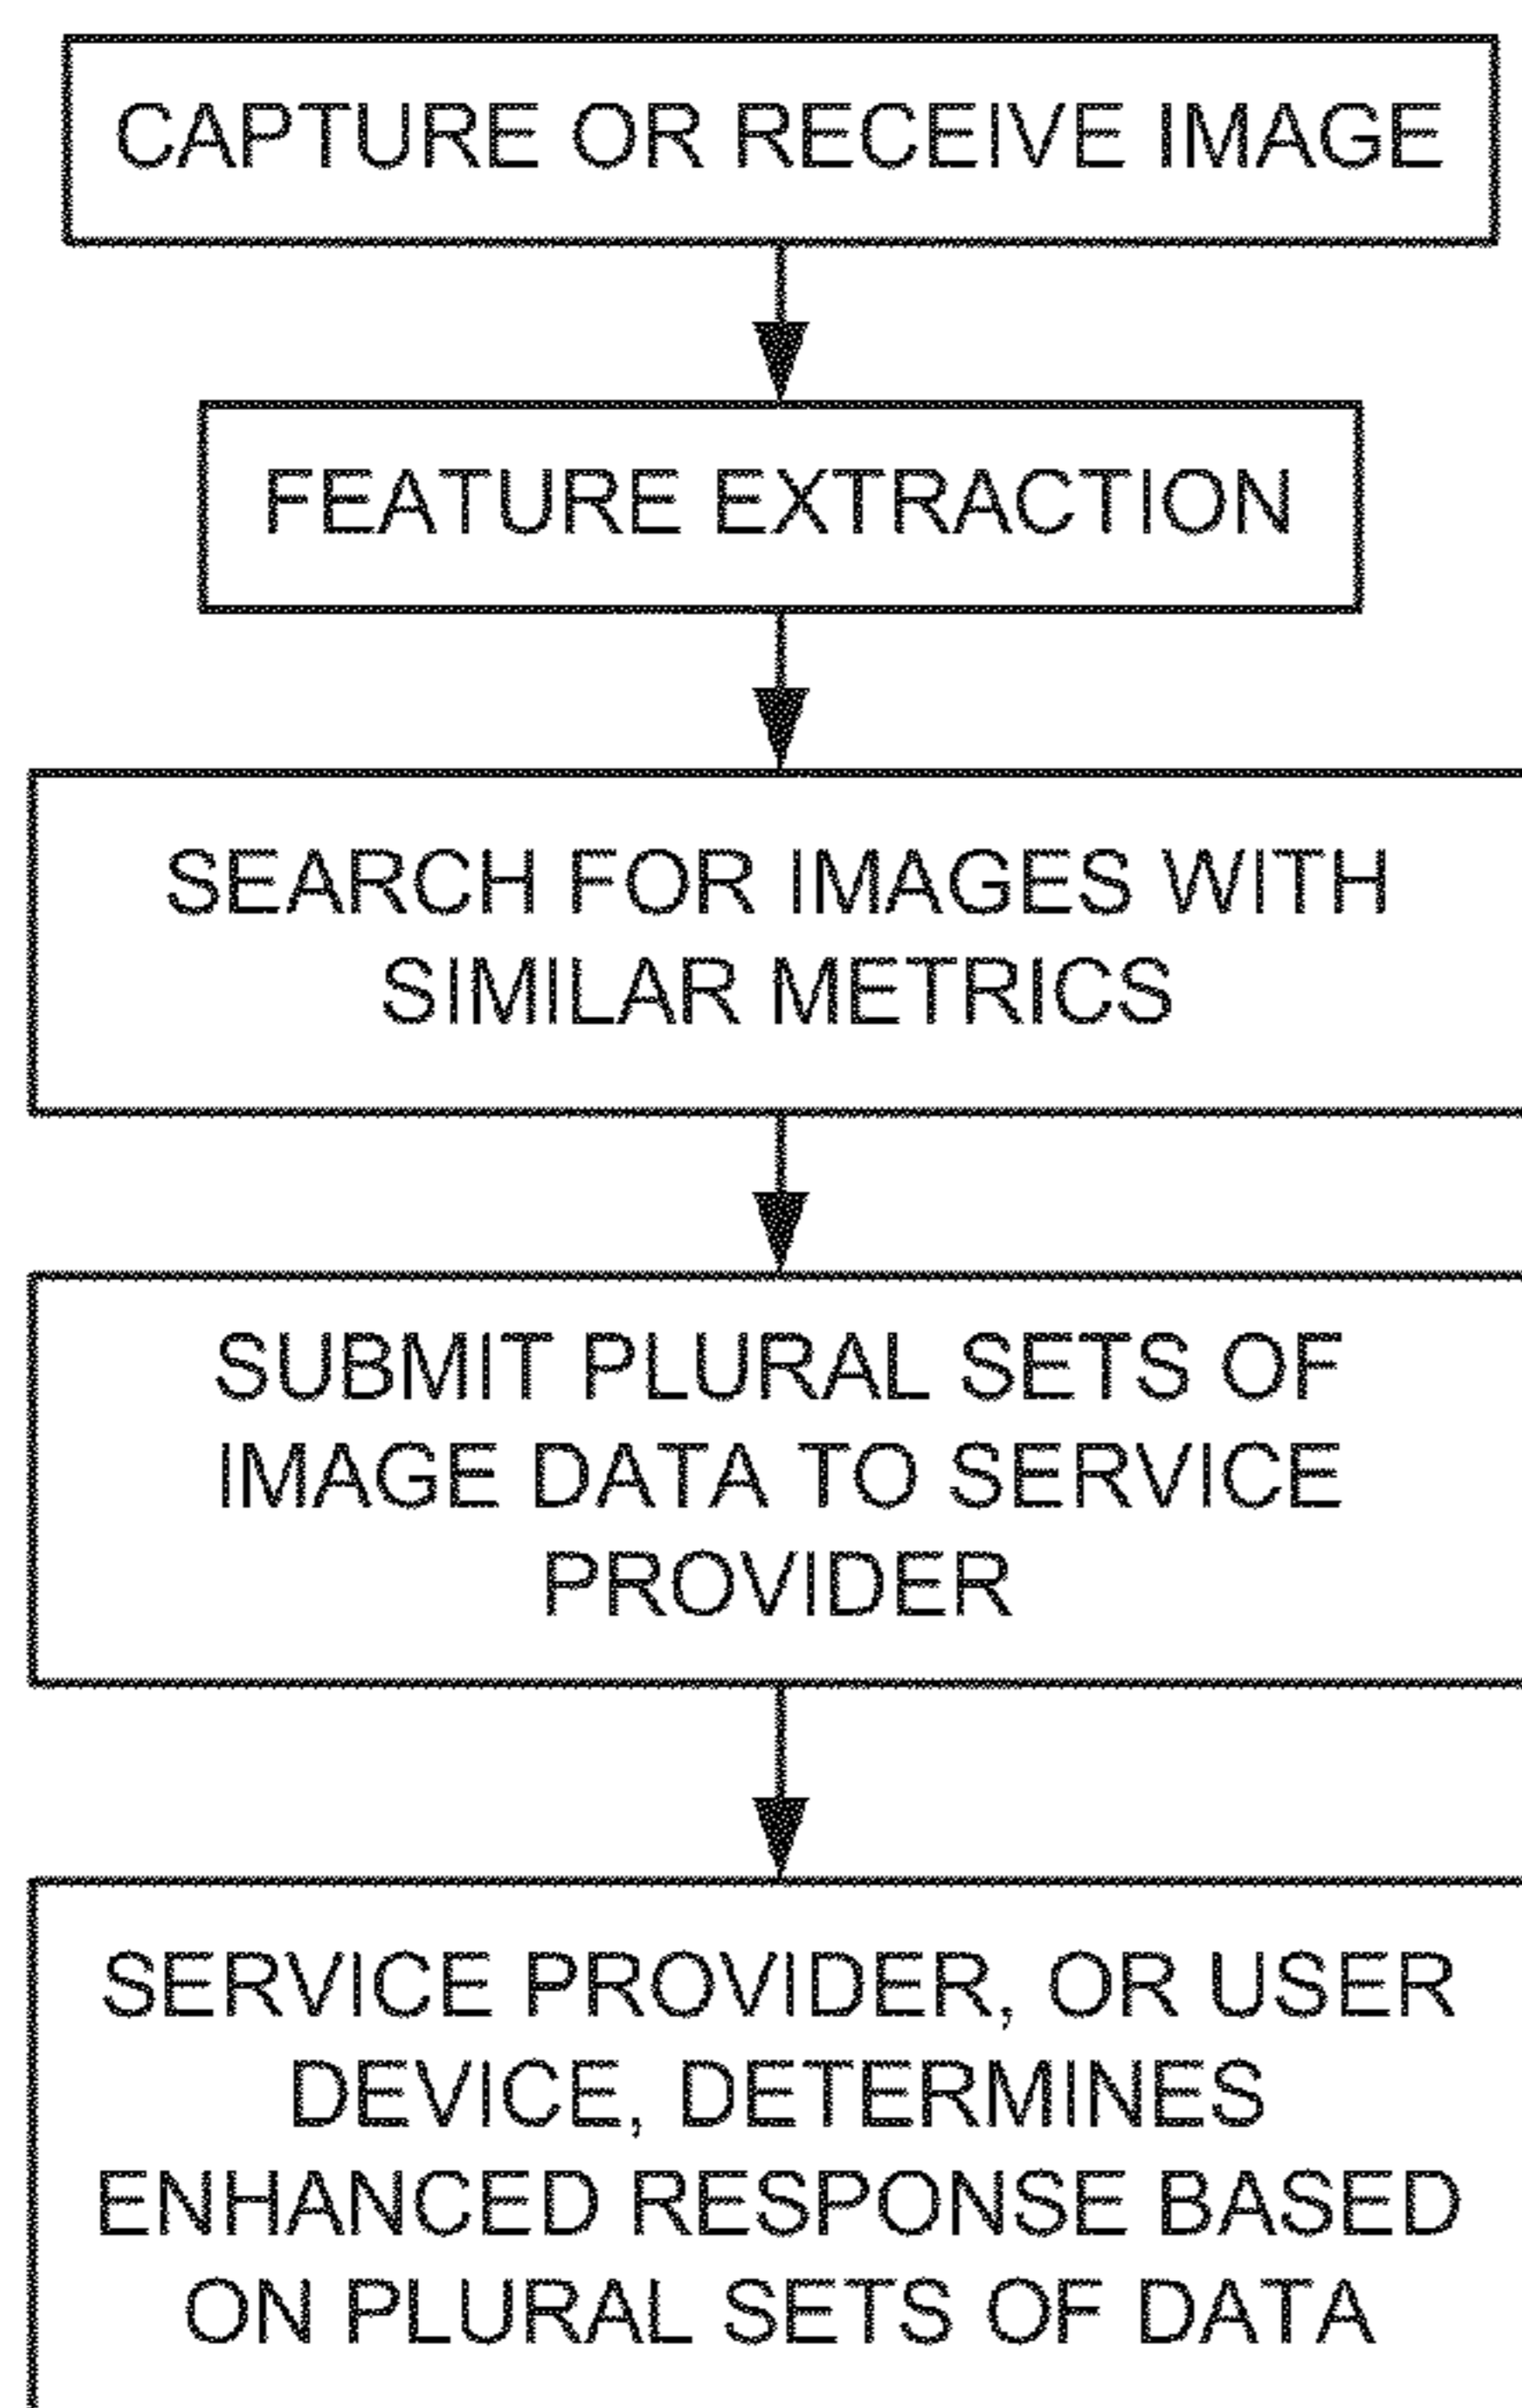 CAPTURE OR RECEIVE IMAGE
FEATURE EXTRACTION
SEARCH FOR IMAGES WITH
SIMILAR METRICS
SUBMIT PLURAL SETS OF
IMAGE DATA TO SERVICE
PROVIDER
SERVICE PROVIDER, OR USER
DEVICE, DETERMINES
ENHANCED RESPONSE BASED
ON PLURAL SETS OF DATA